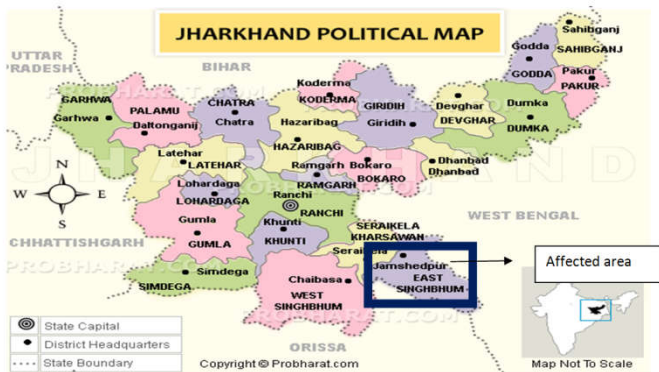 JHARKHAND POLITICAL MAP
UTTAR
PRADESH
BIHAR
Sahibganj
SAHIBGANJ
Godda
GODDA
Pakur
PAKUR
Koderma
KODERMA
GARHWA
Garhwa
PALAMU
Daltonganj
CHATRA
Chatra
Hazaribag
HAZARIBAG
GIRIDIH
Giridih
Devghar
DEVGHAR
Dumka
DUMKA
JHARKHAND
Latehar
LATEHAR
Ramgarh
RAMGARH
Bokaro
BOKARO
Dhanbad
Dhanbad
N
W E
S
Lohardaga
LOHARDAGA
Ranchi
RANCHI
WEST BENGAL
Gumla
GUMLA
Khunti
KHUNTI
SERAIKELA
KHARSAWAN
Seraikela
CHHATTISGARH
PROBHARAT.COM
Simdega
SIMDEGA
Chaibasa
WEST
SINGHBHUM
Jamshedpur
EAST
SINGHBHUM
Affected area
State Capital
District Headquarters
State Boundary
ORISSA
Copyright © Probharat.com
Map Not To Scale